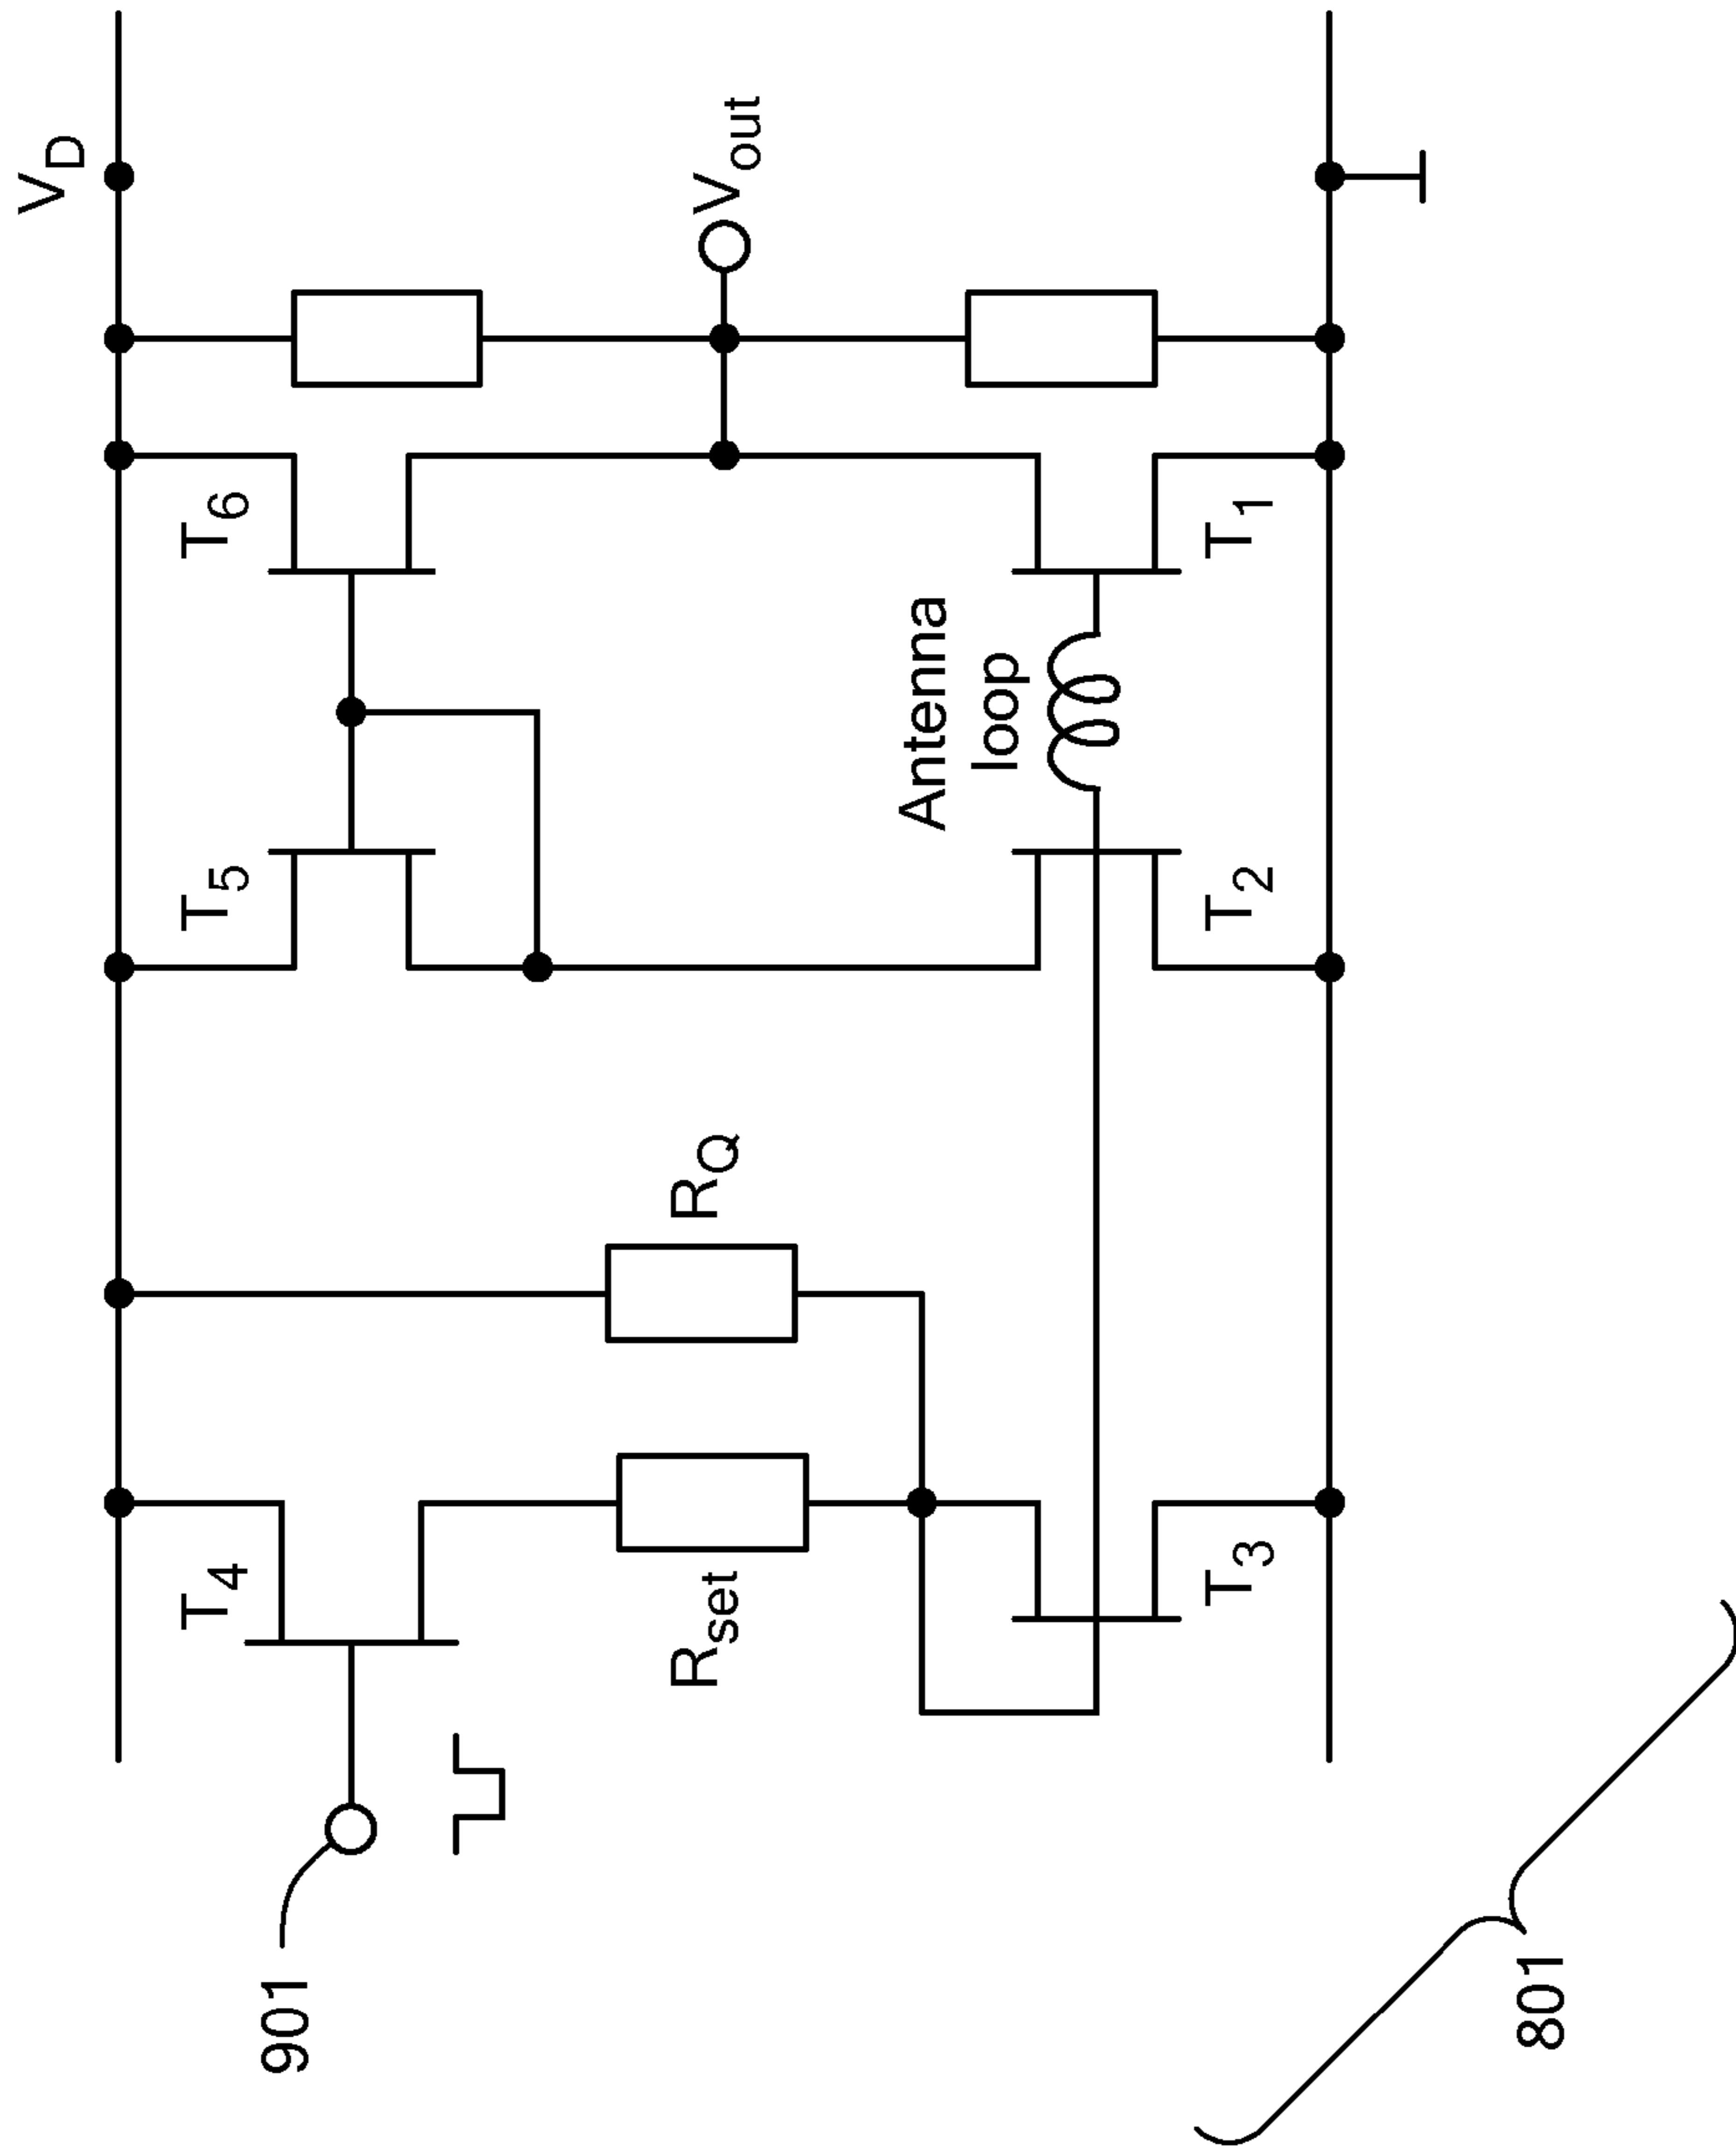 V_D
V_out
T_6
T_1
Antenna
loop
T_5
T_2
R_Q
T_4
R_set
T_3
901
801